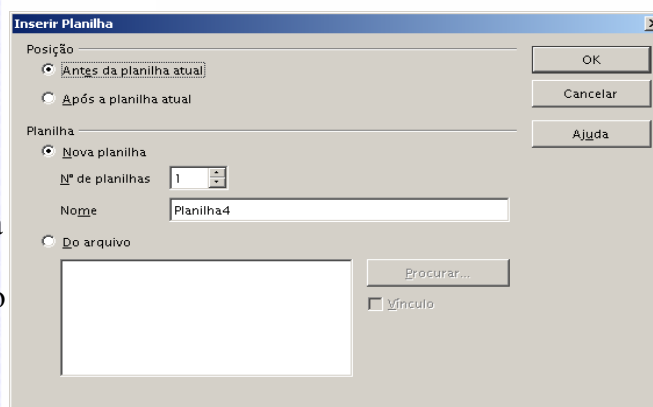 Inserir Planilha
Posição
Antes da planilha atual
Após a planilha atual
Planilha
Nova planilha
Nº de planilhas 1
Nome Planilha4
Do arquivo
Procurar...
Vínculo
OK
Cancelar
Ajuda